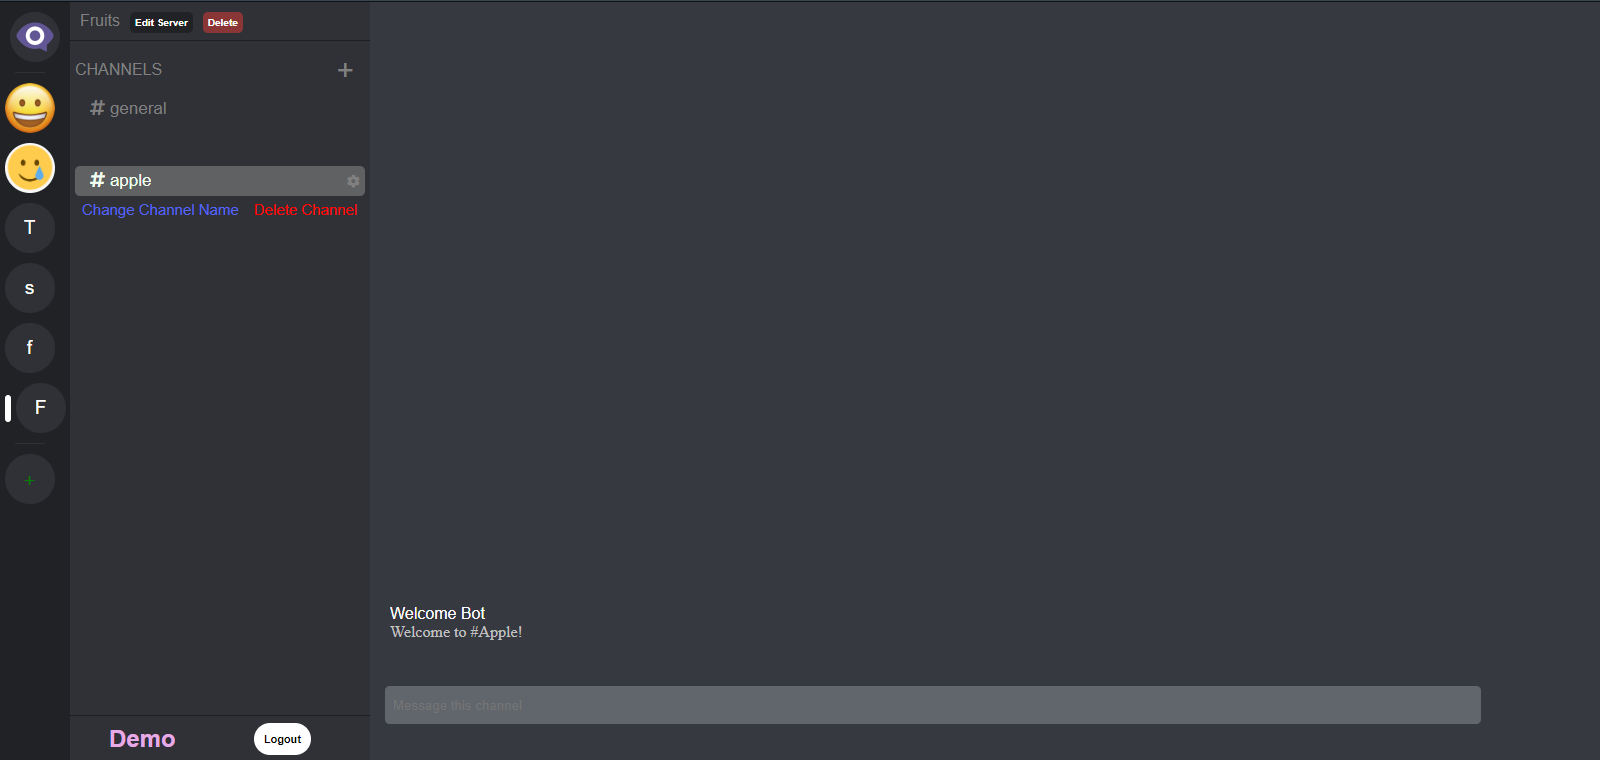 Fruits Edit Server Delete
CHANNELS +
# general
# apple
Change Channel Name Delete Channel
T
s
f
F
+
Welcome Bot
Welcome to #Apple!
Message this channel
Demo Logout